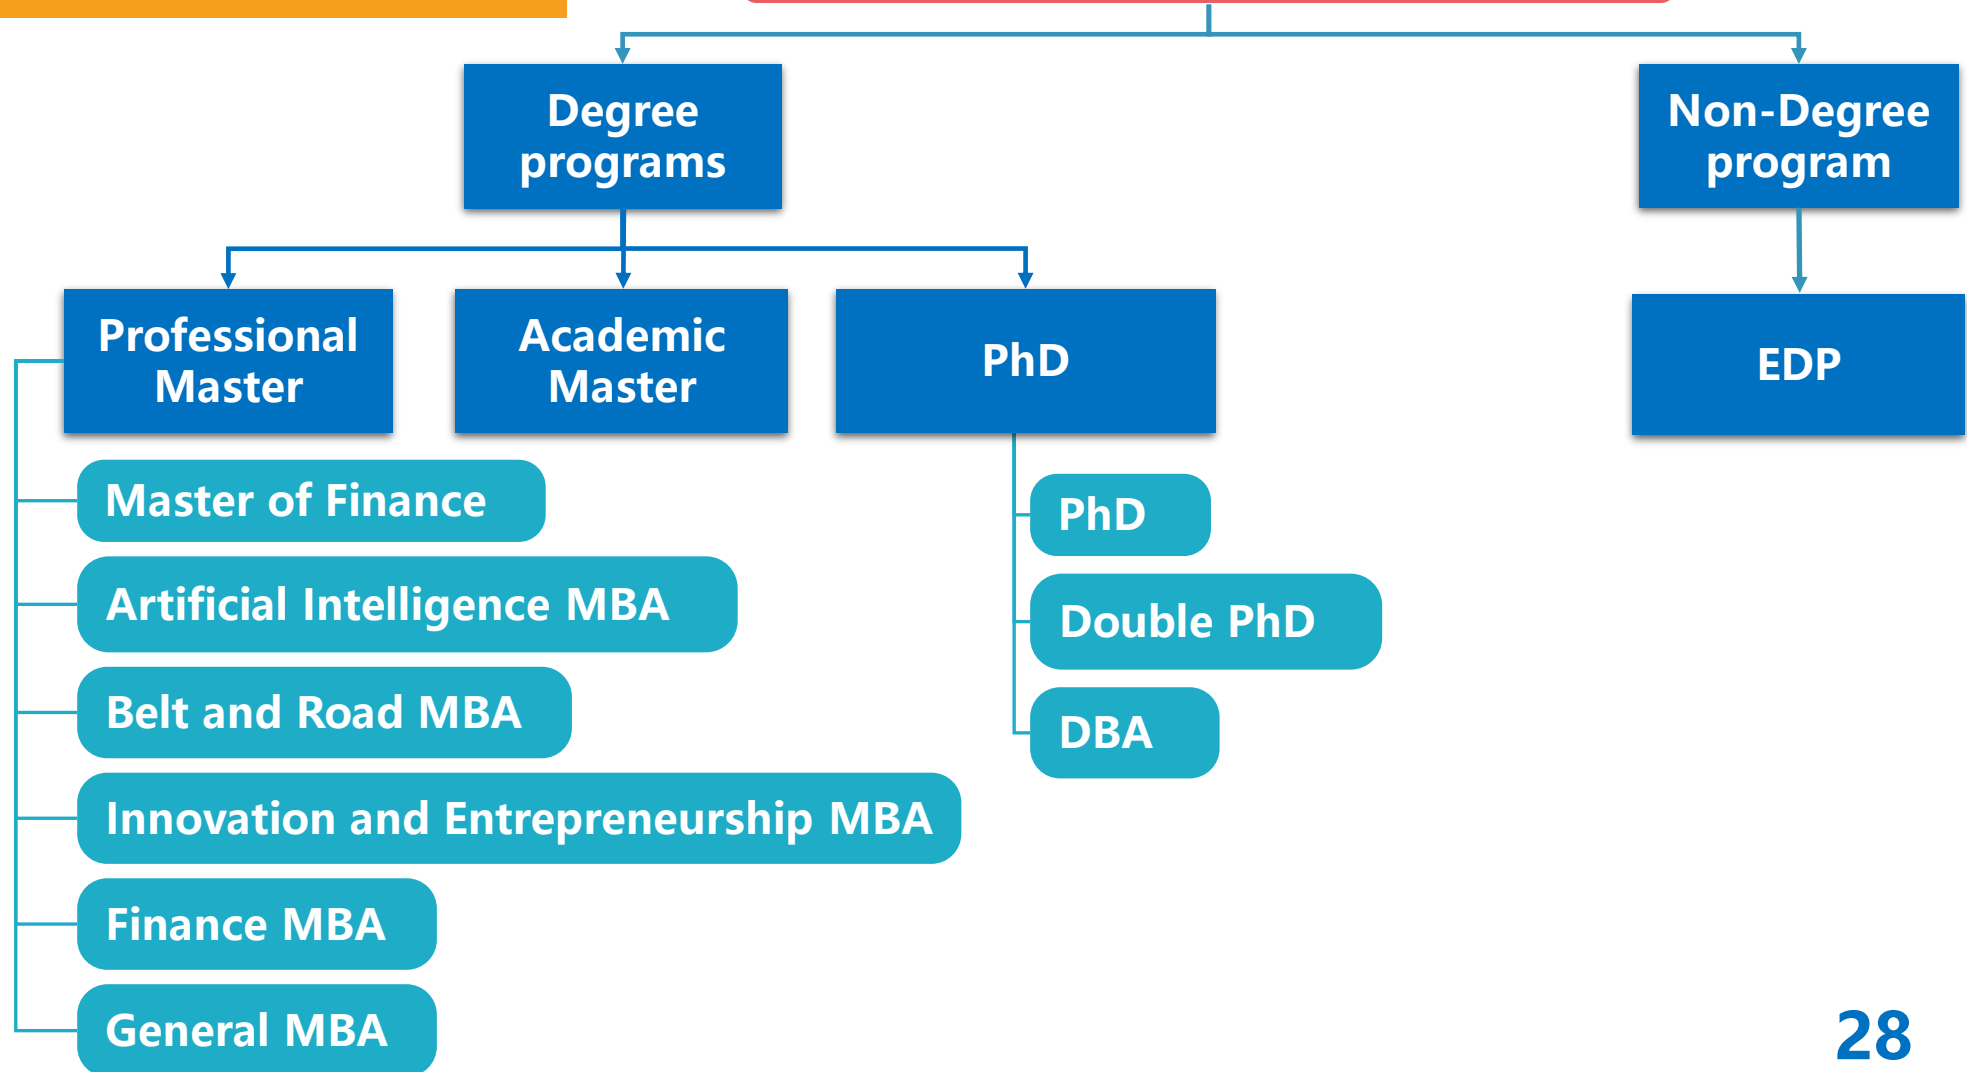 Degree
programs
Non-Degree
program
Professional
Master
Academic
Master
PhD
EDP
Master of Finance
Artificial Intelligence MBA
Belt and Road MBA
Innovation and Entrepreneurship MBA
Finance MBA
General MBA
PhD
Double PhD
DBA
28